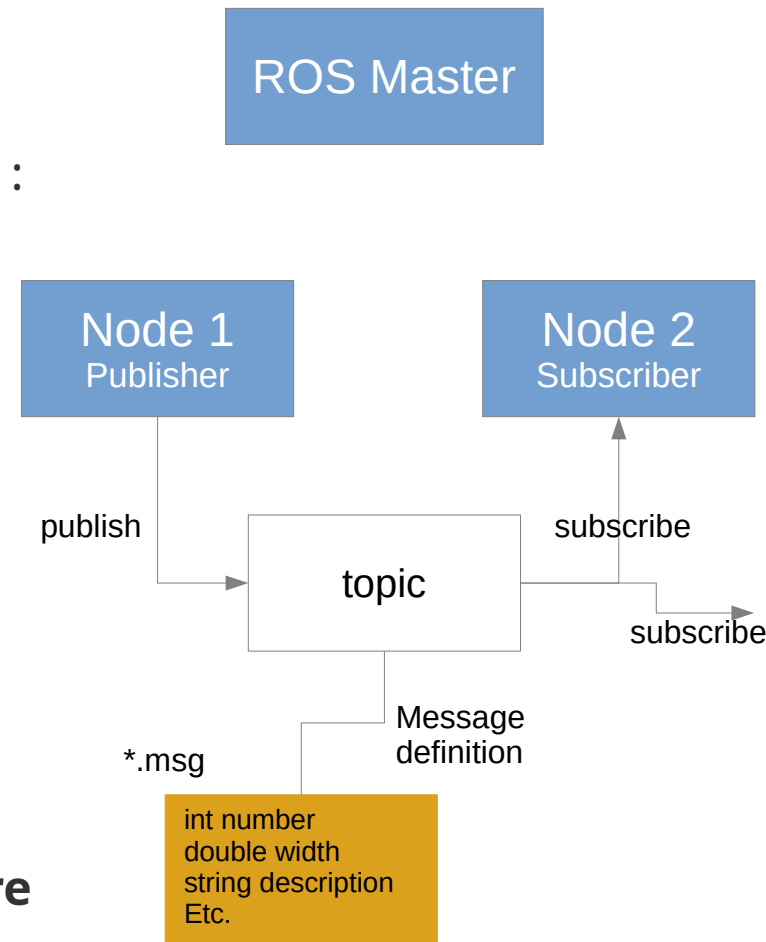 ROS Master
:
Node 1
Publisher
Node 2
Subscriber
publish
subscribe
topic
subscribe
Message
definition
*.msg
int number
double width
string description
Etc.
re